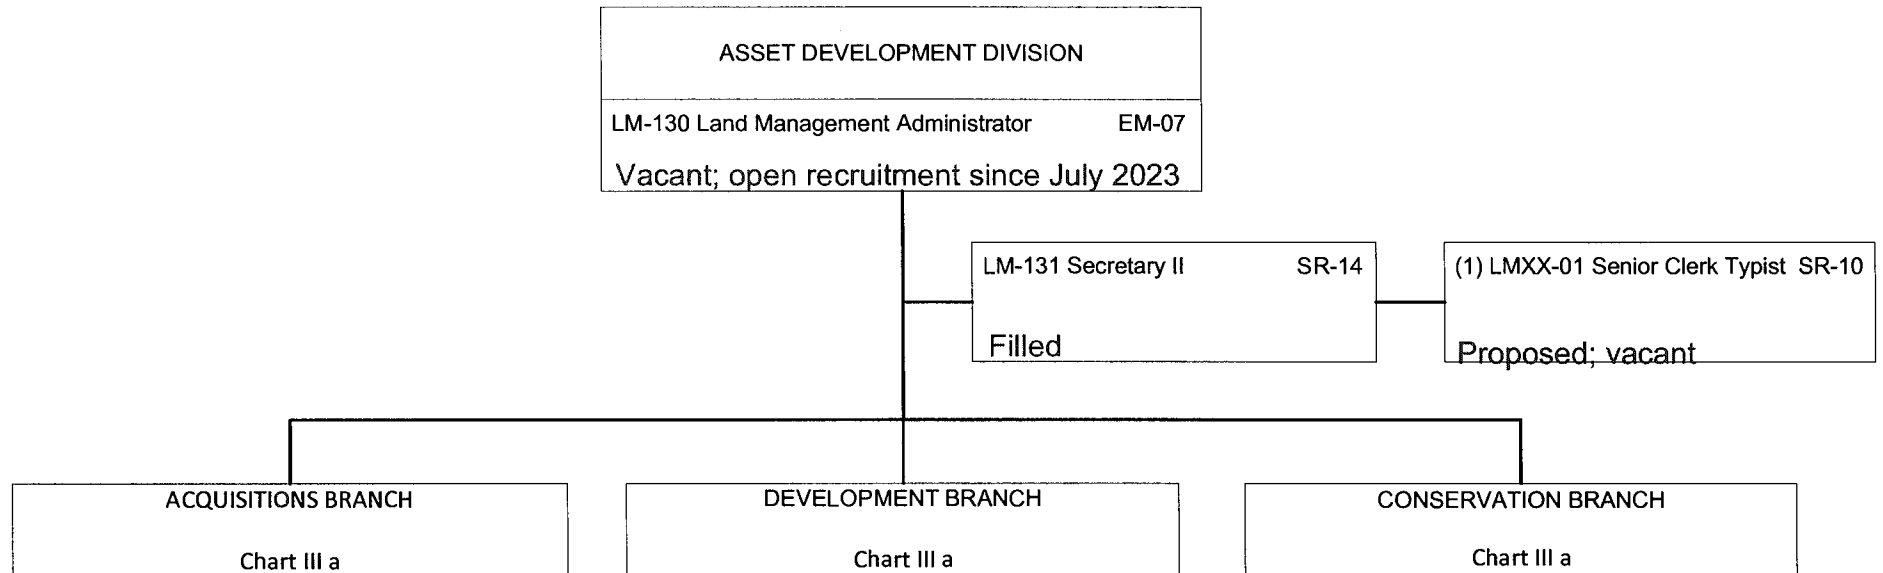 ASSET DEVELOPMENT DIVISION
LM-130 Land Management Administrator EM-07
Vacant; open recruitment since July 2023
LM-131 Secretary II SR-14
Filled
(1) LMXX-01 Senior Clerk Typist SR-10
Proposed; vacant
ACQUISITIONS BRANCH
Chart III a
DEVELOPMENT BRANCH
Chart III a
CONSERVATION BRANCH
Chart III a